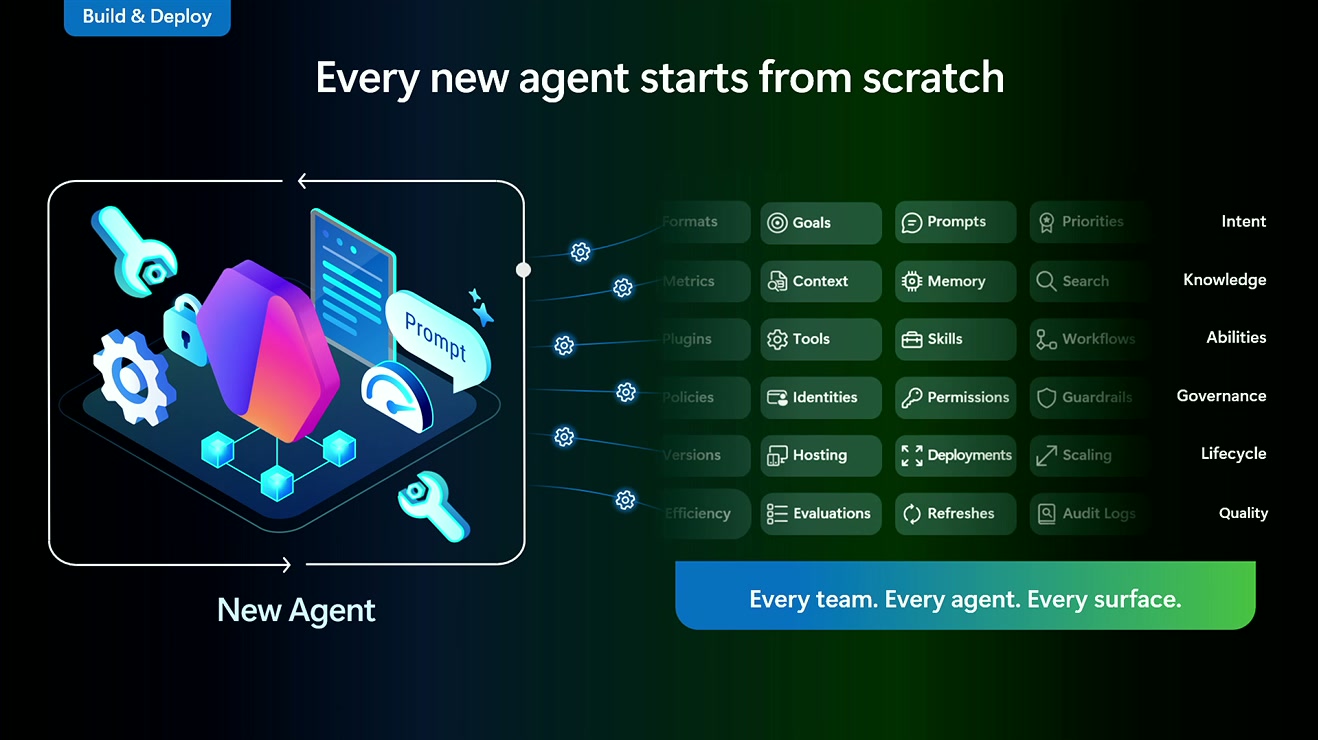 Build & Deploy
Every new agent starts from scratch
Prompt
New Agent
Formats Goals Prompts Priorities Intent
Metrics Context Memory Search Knowledge
Plugins Tools Skills Workflows Abilities
Policies Identities Permissions Guardrails Governance
Versions Hosting Deployments Scaling Lifecycle
Efficiency Evaluations Refreshes Audit Logs Quality
Every team. Every agent. Every surface.